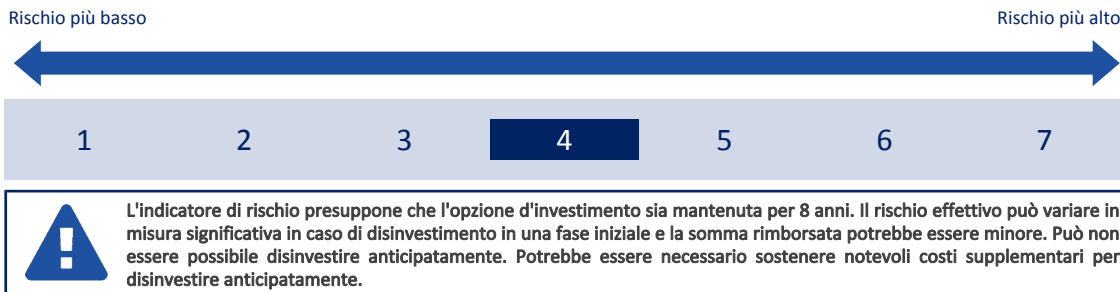 Rischio più basso Rischio più alto
1 2 3 4 5 6 7
L'indicatore di rischio presuppone che l'opzione d'investimento sia mantenuta per 8 anni. Il rischio effettivo può variare in
misura significativa in caso di disinvestimento in una fase iniziale e la somma rimborsata potrebbe essere minore. Può non
essere possibile disinvestire anticipatamente. Potrebbe essere necessario sostenere notevoli costi supplementari per
disinvestire anticipatamente.